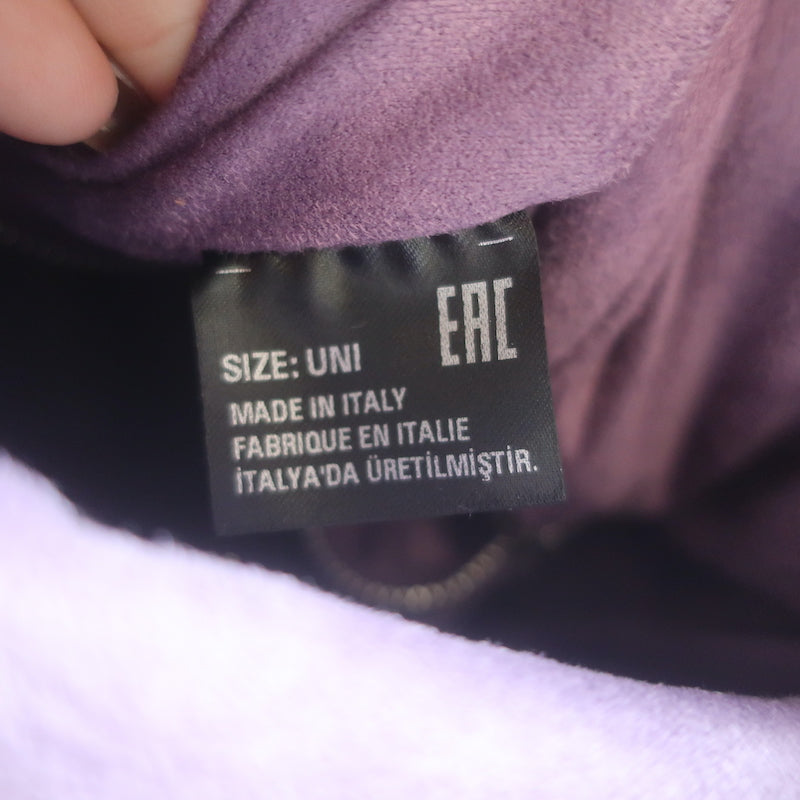 EAC
SIZE: UNI
MADE IN ITALY
FABRIQUE EN ITALIE
İTALYA'DA ÜRETİLMİŞTİR.